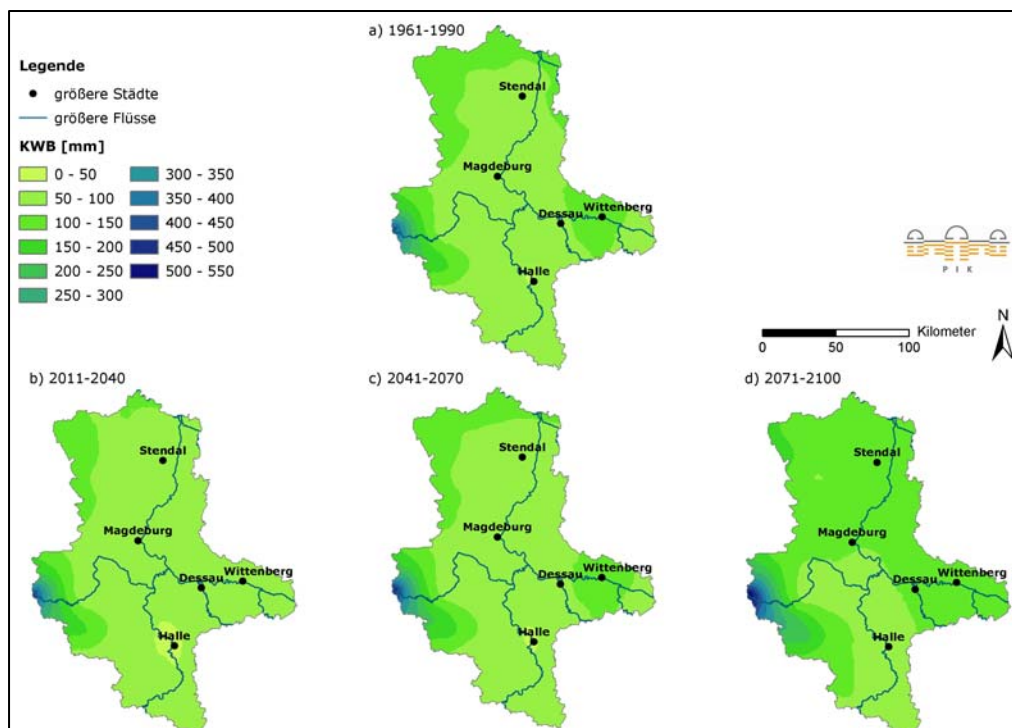 a) 1961-1990
Legende
größere Städte
größere Flüsse
KWB [mm]
0 - 50
50 - 100
100 - 150
150 - 200
200 - 250
250 - 300
300 - 350
350 - 400
400 - 450
450 - 500
500 - 550
Stendal
Magdeburg
Dessau
Wittenberg
Halle
P I K
Kilometer
0 50 100
N
b) 2011-2040
Stendal
Magdeburg
Dessau
Wittenberg
Halle
c) 2041-2070
Stendal
Magdeburg
Dessau
Wittenberg
Halle
d) 2071-2100
Stendal
Magdeburg
Dessau
Wittenberg
Halle